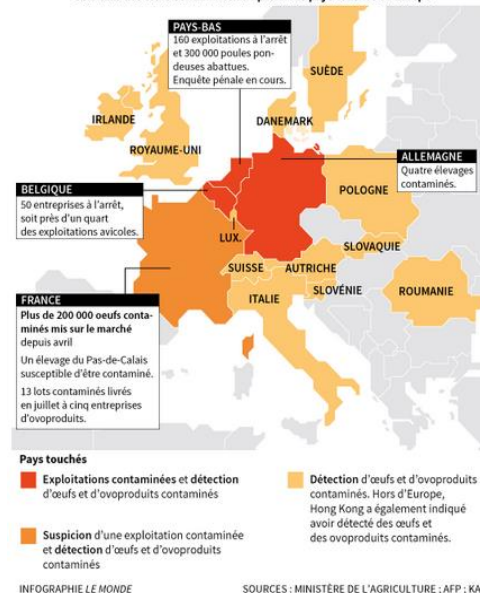 PAYS-BAS
160 exploitations à l'arrêt
et 300 000 poules pon-
deuses abattues.
Enquête pénale en cours.
SUÈDE
IRLANDE
DANEMARK
ROYAUME-UNI
ALLEMAGNE
Quatre élevages
contaminés.
BELGIQUE
50 entreprises à l'arrêt,
soit près d'un quart
des exploitations avicoles.
POLOGNE
LUX.
SLOVAQUIE
SUISSE
AUTRICHE
SLOVÉNIE
ROUMANIE
ITALIE
FRANCE
Plus de 200 000 oeufs conta-
minés mis sur le marché
depuis avril
Un élevage du Pas-de-Calais
susceptible d'être contaminé.
13 lots contaminés livrés
en juillet à cinq entreprises
d'ovoproduits.
Pays touchés
Exploitations contaminées et détection
d'œufs et d'ovoproduits contaminés
Suspicion d'une exploitation contaminée
et détection d'œufs et d'ovoproduits
contaminés
Détection d'œufs et d'ovoproduits
contaminés. Hors d'Europe,
Hong Kong a également indiqué
avoir détecté des œufs et
des ovoproduits contaminés.
INFOGRAPHIE LE MONDE
SOURCES : MINISTÈRE DE L'AGRICULTURE ; AFP ; KA